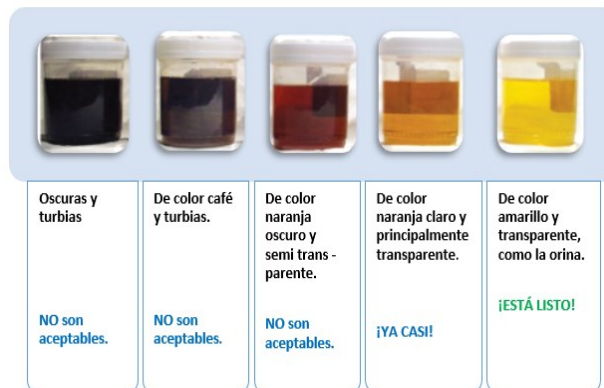 Oscuras y
turbias
NO son
aceptables.
De color café
y turbias.
NO son
aceptables.
De color
naranja
oscuro y
semi trans -
parente.
NO son
aceptables.
De color
naranja claro y
principalmente
transparente.
¡YA CASI!
De color
amarillo y
transparente,
como la orina.
¡ESTÁ LISTO!